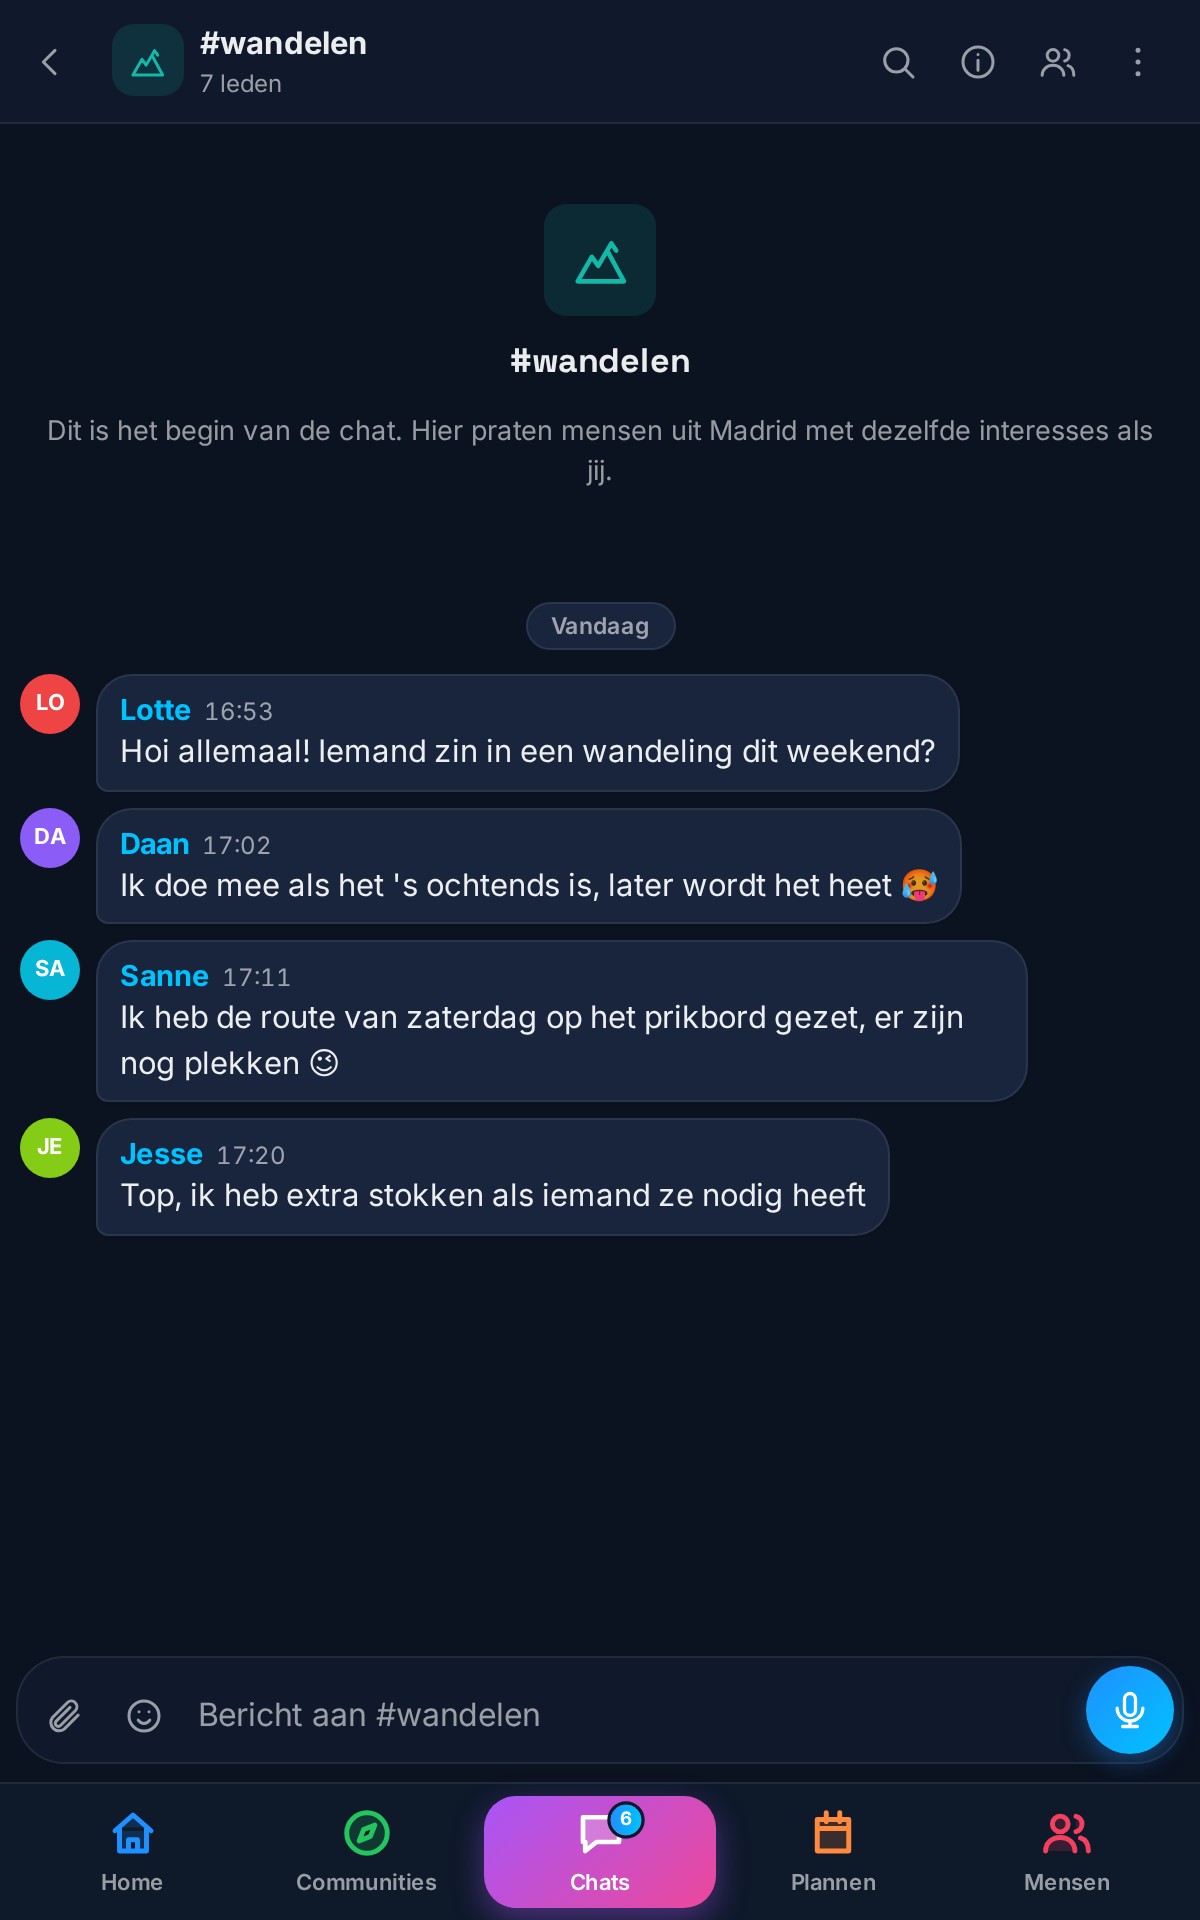 #wandelen
7 leden
#wandelen
Dit is het begin van de chat. Hier praten mensen uit Madrid met dezelfde interesses als
jij.
Vandaag
LO
Lotte 16:53
Hoi allemaal! Iemand zin in een wandeling dit weekend?
DA
Daan 17:02
Ik doe mee als het 's ochtends is, later wordt het heet 🥵
SA
Sanne 17:11
Ik heb de route van zaterdag op het prikbord gezet, er zijn
nog plekken 😉
JE
Jesse 17:20
Top, ik heb extra stokken als iemand ze nodig heeft
Bericht aan #wandelen
6
Home
Communities
Chats
Plannen
Mensen